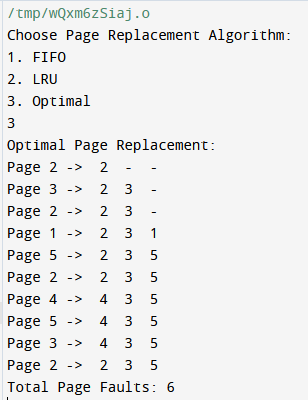 /tmp/wQxm6zSiaj.o
Choose Page Replacement Algorithm:
1. FIFO
2. LRU
3. Optimal
3
Optimal Page Replacement:
Page 2 ->  2  -  -
Page 3 ->  2  3  -
Page 2 ->  2  3  -
Page 1 ->  2  3  1
Page 5 ->  2  3  5
Page 2 ->  2  3  5
Page 4 ->  4  3  5
Page 5 ->  4  3  5
Page 3 ->  4  3  5
Page 2 ->  2  3  5
Total Page Faults: 6